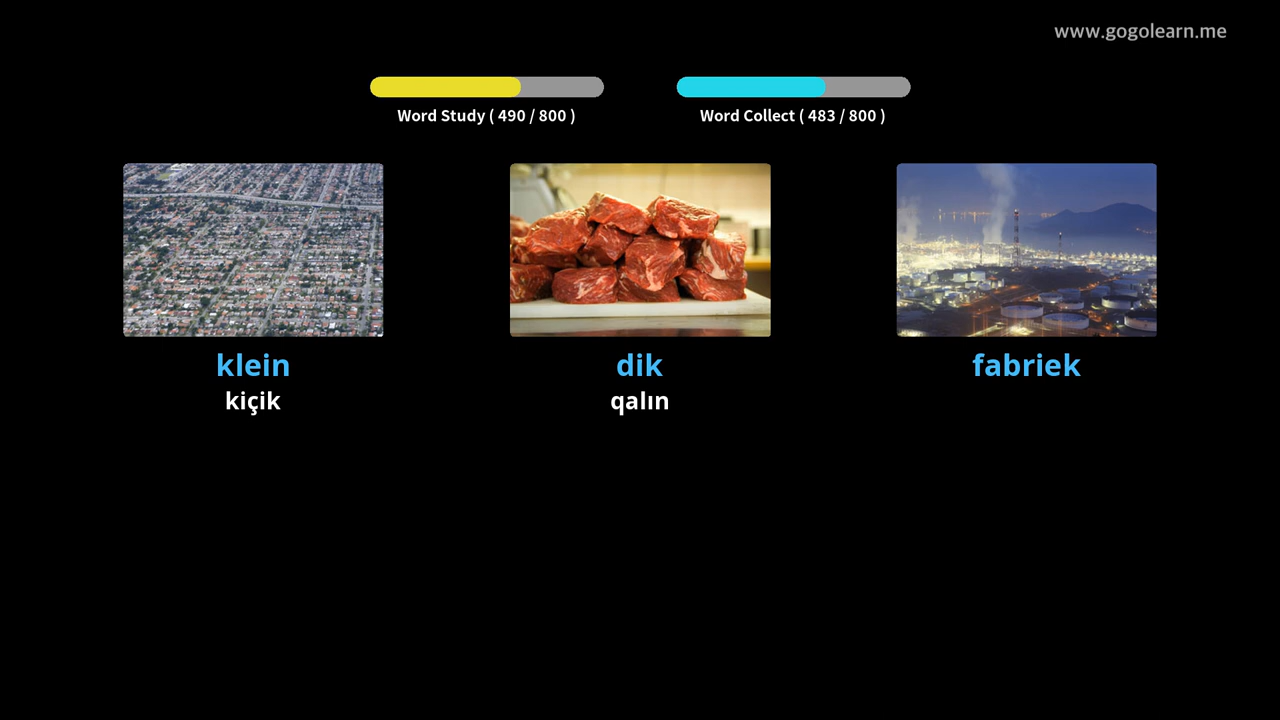 www.gogolearn.me
Word Study ( 490 / 800 )
Word Collect ( 483 / 800 )
klein
kiçik
dik
qalın
fabriek